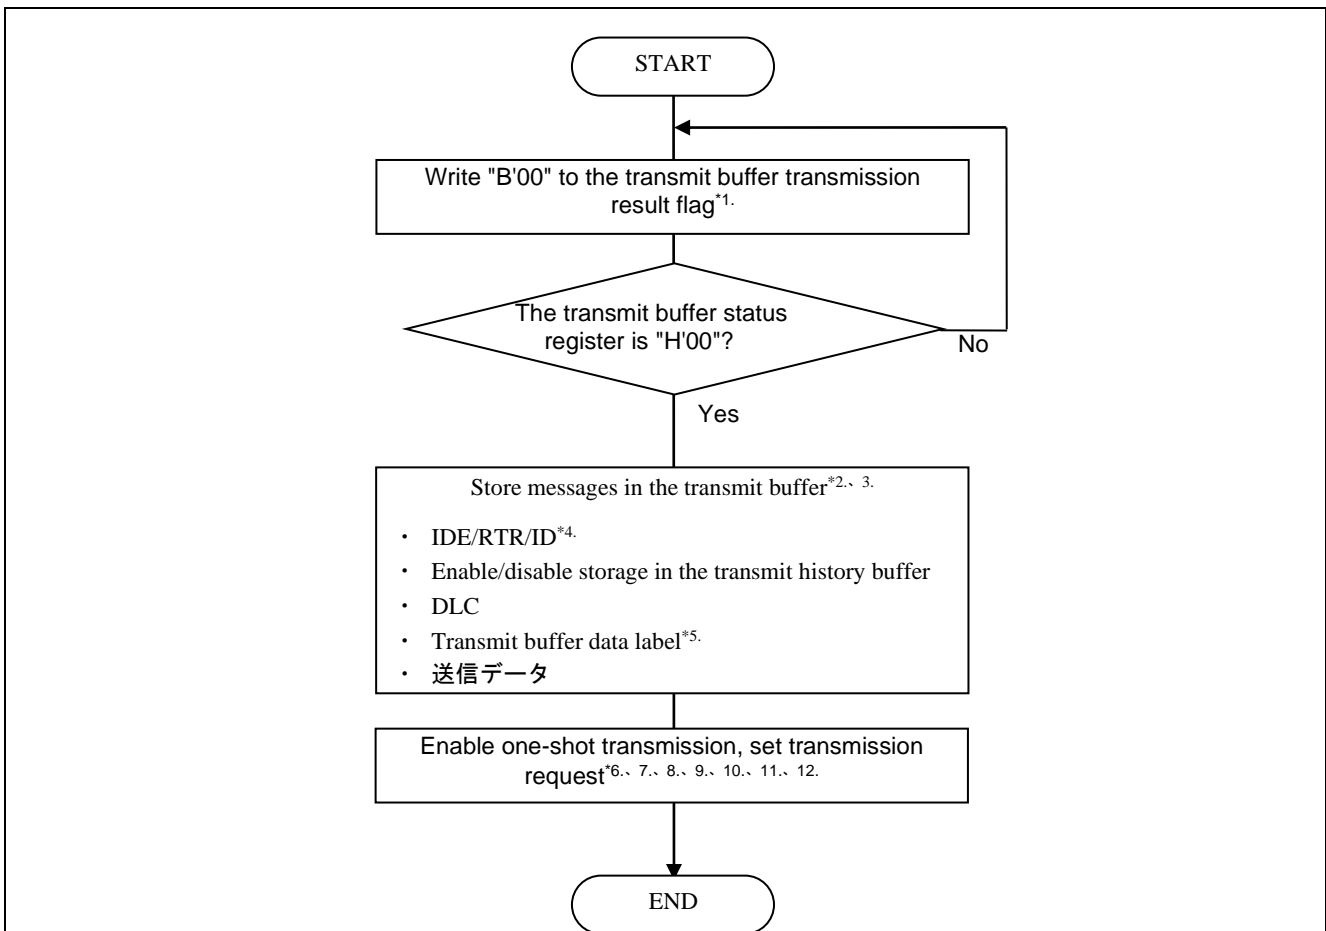 START
Write "B'00" to the transmit buffer transmission
result flag*1.
The transmit buffer status
register is "H'00"?
No
Yes
Store messages in the transmit buffer*2.、3.
・ IDE/RTR/ID*4.
・ Enable/disable storage in the transmit history buffer
・ DLC
・ Transmit buffer data label*5.
・ 送信データ
Enable one-shot transmission, set transmission
request*6.、7.、8.、9.、10.、11.、12.
END